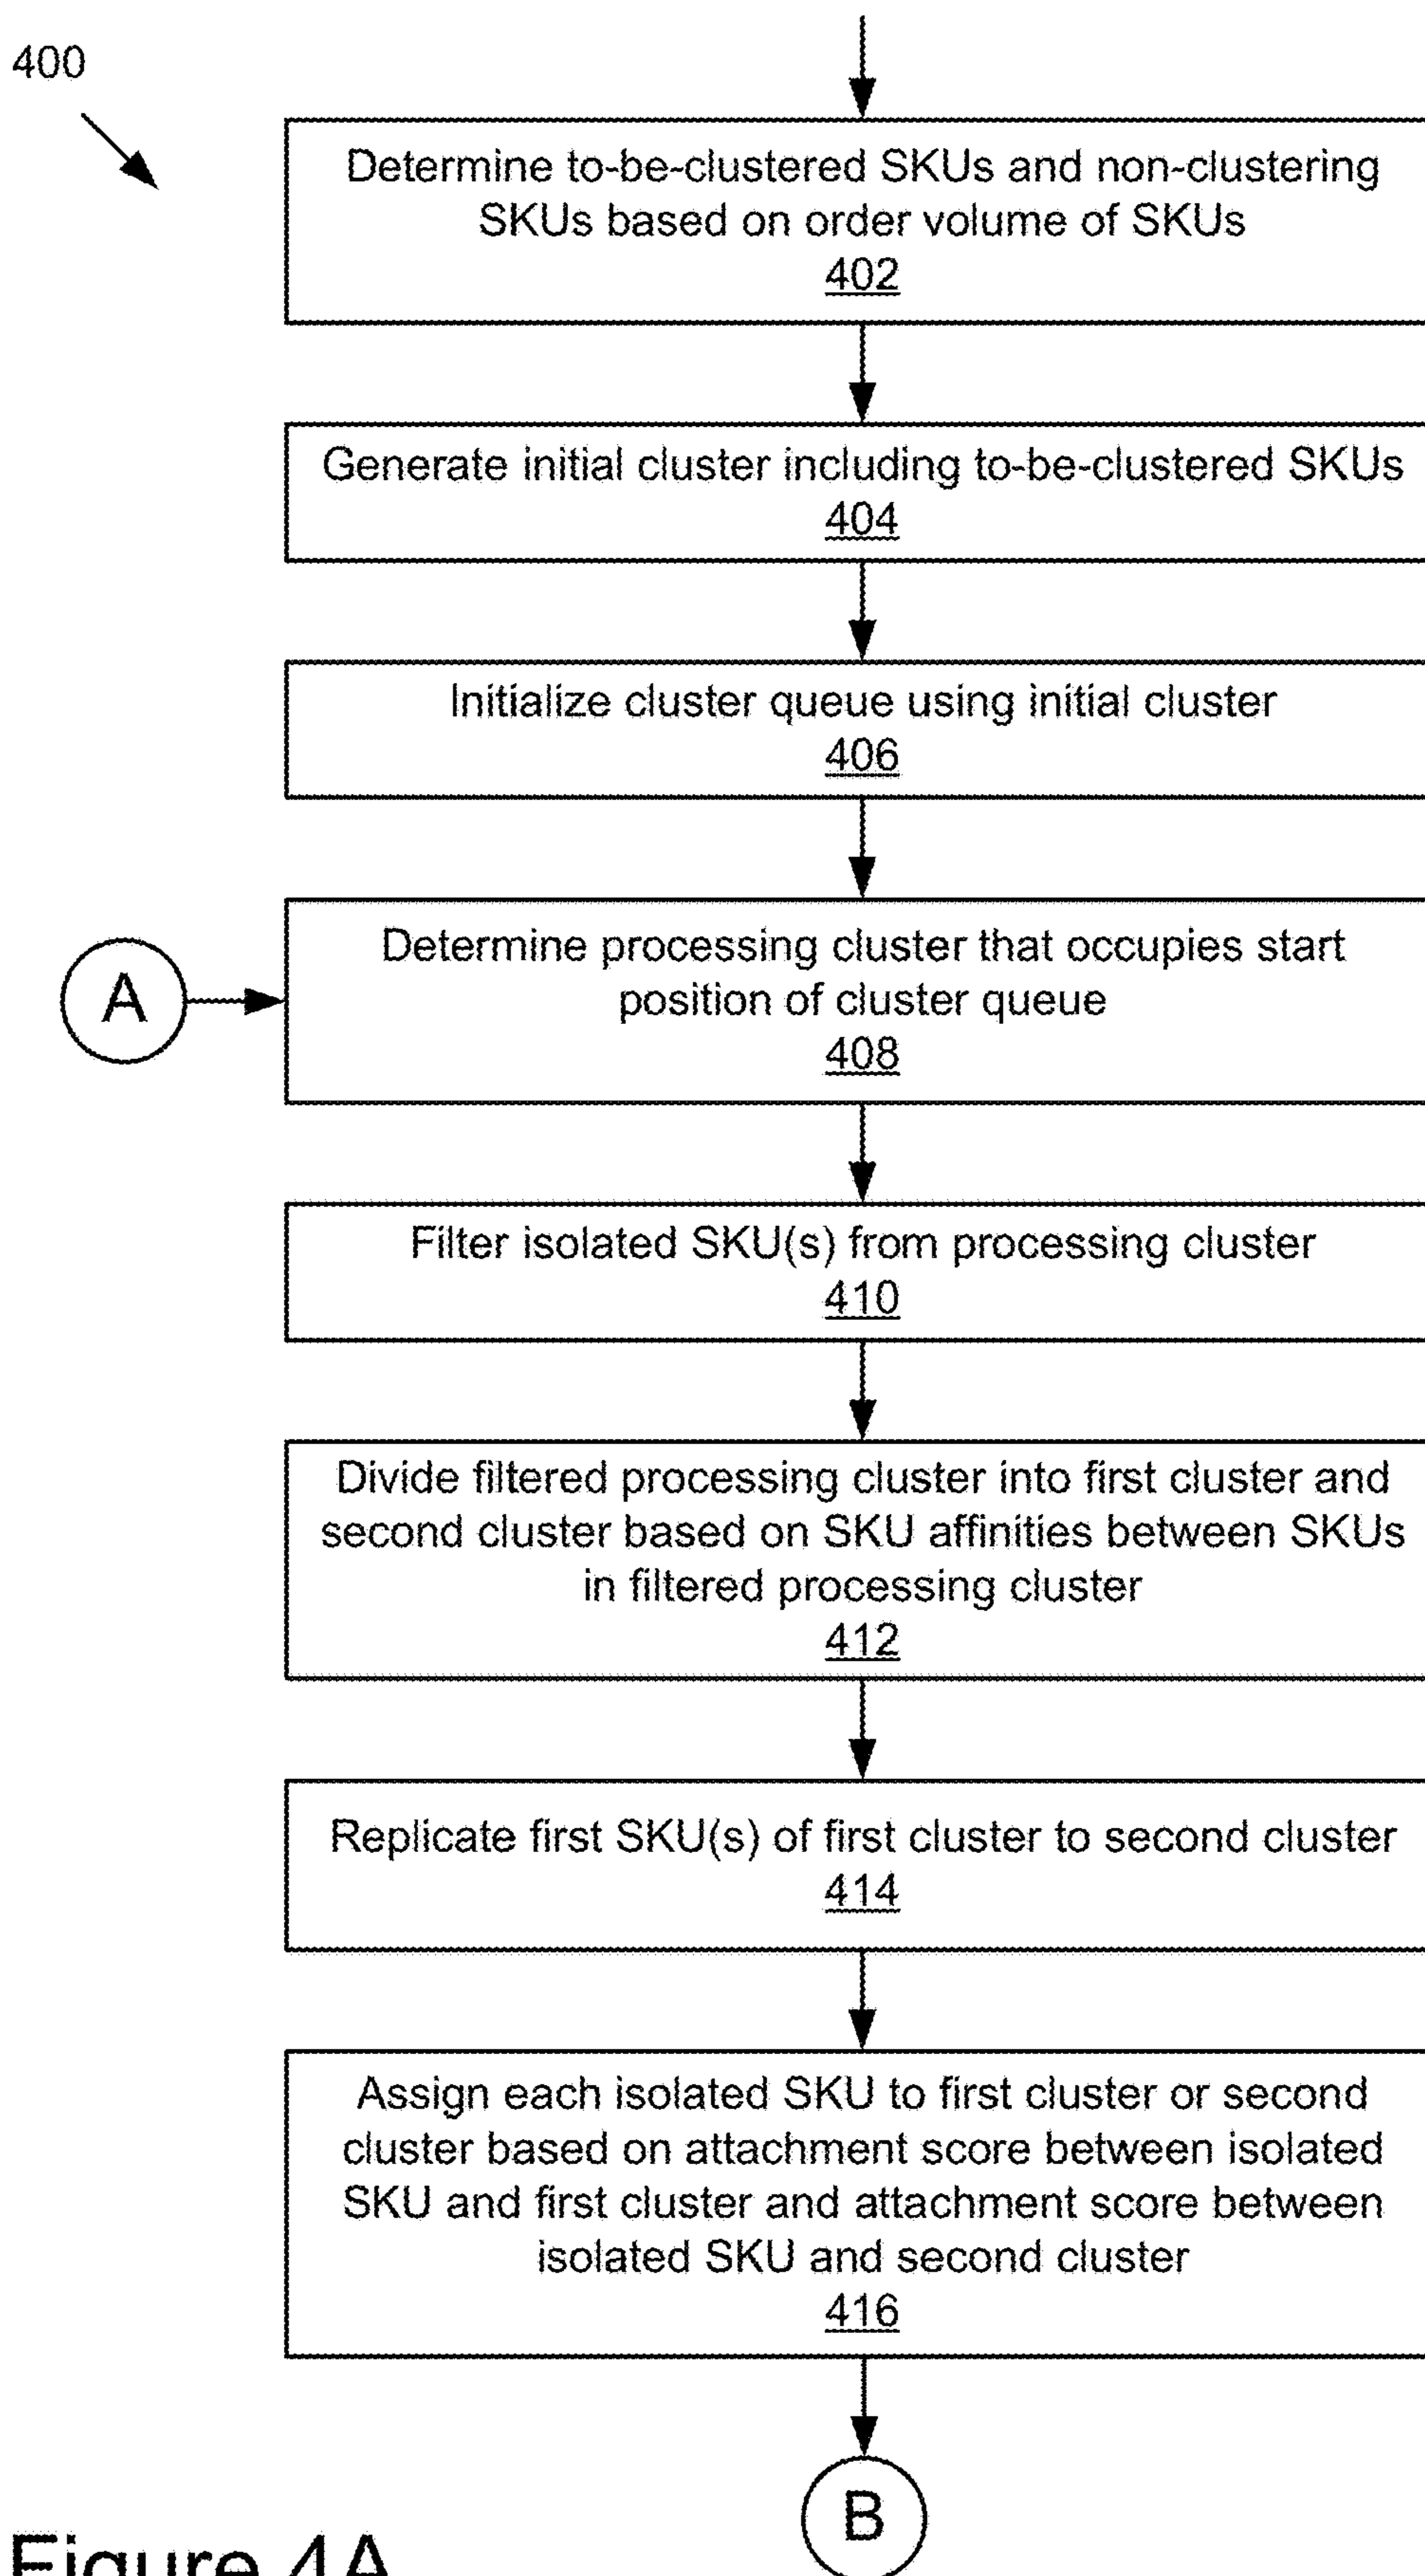 400
Determine to-be-clustered SKUs and non-clustering
SKUs based on order volume of SKUs
402
Generate initial cluster including to-be-clustered SKUs
404
Initialize cluster queue using initial cluster
406
Determine processing cluster that occupies start
position of cluster queue
408
A
Filter isolated SKU(s) from processing cluster
410
Divide filtered processing cluster into first cluster and
second cluster based on SKU affinities between SKUs
in filtered processing cluster
412
Replicate first SKU(s) of first cluster to second cluster
414
Assign each isolated SKU to first cluster or second
cluster based on attachment score between isolated
SKU and first cluster and attachment score between
isolated SKU and second cluster
416
B
Figure 4A